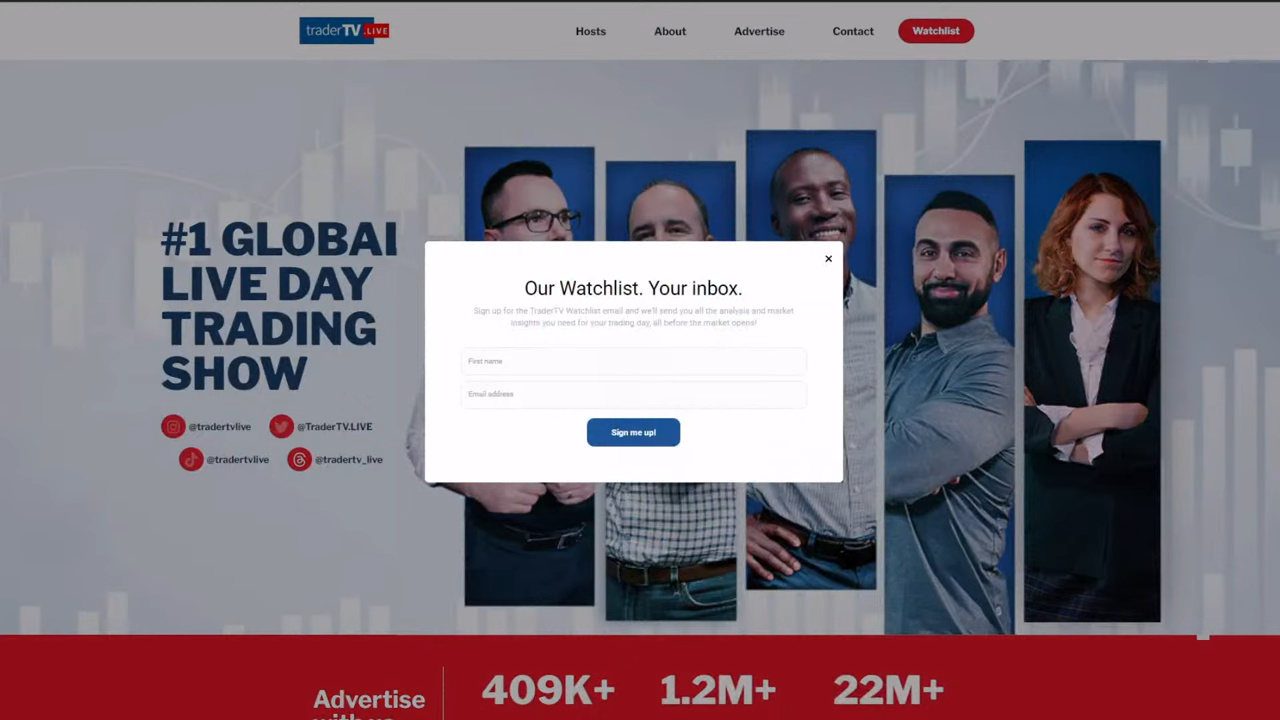 traderTV.LIVE
Hosts
About
Advertise
Contact
Watchlist
#1 GLOBAL
LIVE DAY
TRADING
SHOW
@tradertvlive
@TraderTV.LIVE
@tradertvlive
@tradertv_live
Our Watchlist. Your inbox.
Sign up for the TraderTV Watchlist email and we'll send you all the analysis and market
insights you need for your trading day, all before the market opens!
First name
Email address
Sign me up!
Advertise
with us
409K+
1.2M+
22M+